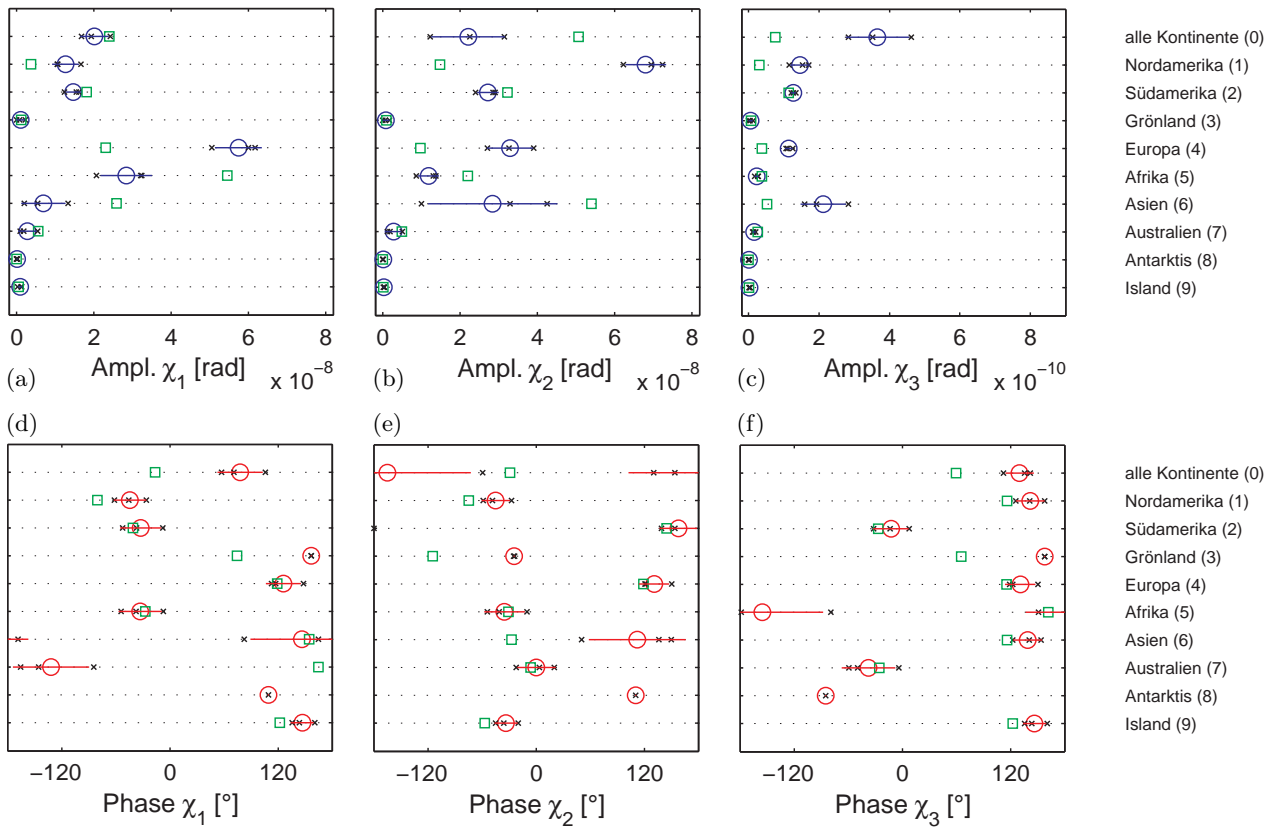 alle Kontinente (0)
Nordamerika (1)
Südamerika (2)
Grönland (3)
Europa (4)
Afrika (5)
Asien (6)
Australien (7)
Antarktis (8)
Island (9)
0 2 4 6 8
0 2 4 6 8
0 2 4 6 8
(a) Ampl. χ1 [rad] x 10−8
(b) Ampl. χ2 [rad] x 10−8
(c) Ampl. χ3 [rad] x 10−10
(d) (e) (f)
alle Kontinente (0)
Nordamerika (1)
Südamerika (2)
Grönland (3)
Europa (4)
Afrika (5)
Asien (6)
Australien (7)
Antarktis (8)
Island (9)
−120 0 120
−120 0 120
−120 0 120
Phase χ1 [°]
Phase χ2 [°]
Phase χ3 [°]